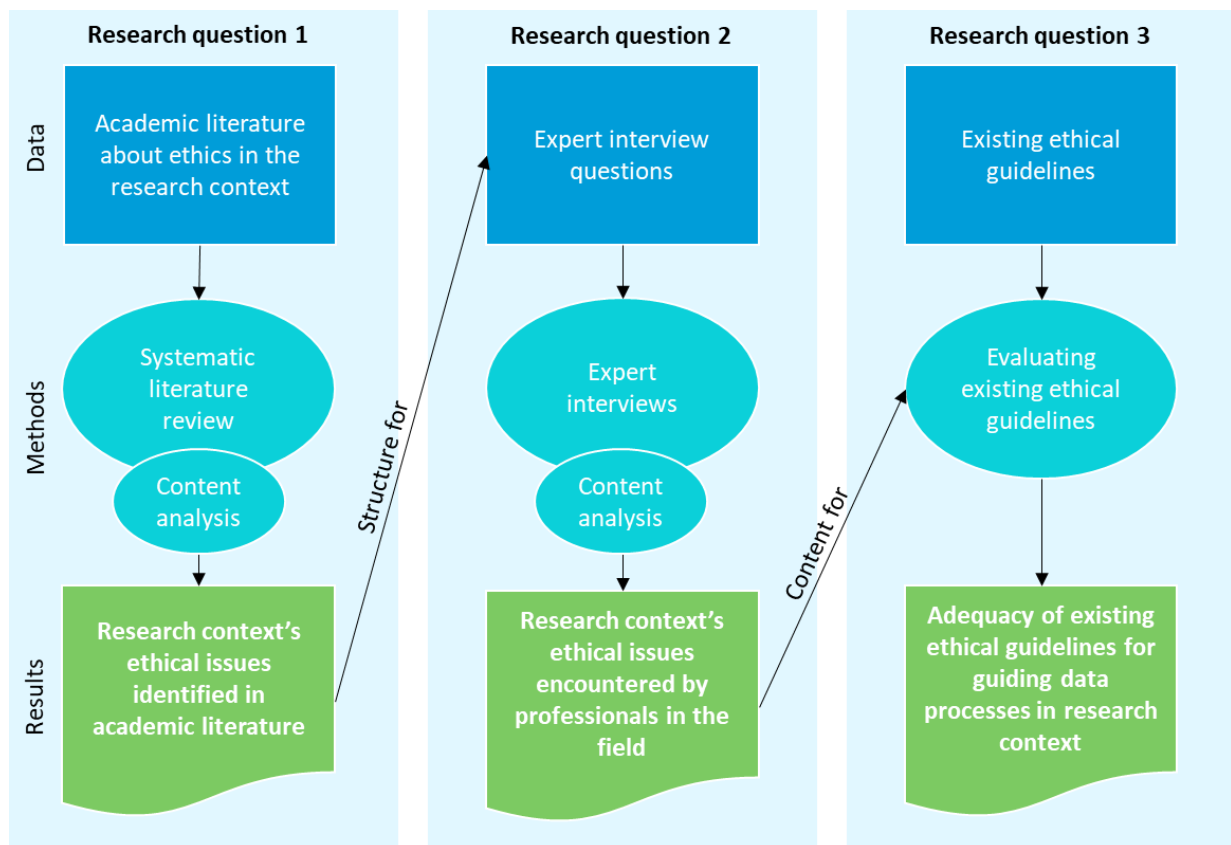 Research question 1
Data
Academic literature
about ethics in the
research context
Methods
Systematic
literature
review
Content
analysis
Results
Research context's
ethical issues
identified in
academic literature
Structure for
Research question 2
Expert interview
questions
Expert
interviews
Content
analysis
Research context's
ethical issues
encountered by
professionals in the
field
Content for
Research question 3
Existing ethical
guidelines
Evaluating
existing ethical
guidelines
Adequacy of existing
ethical guidelines for
guiding data
processes in research
context